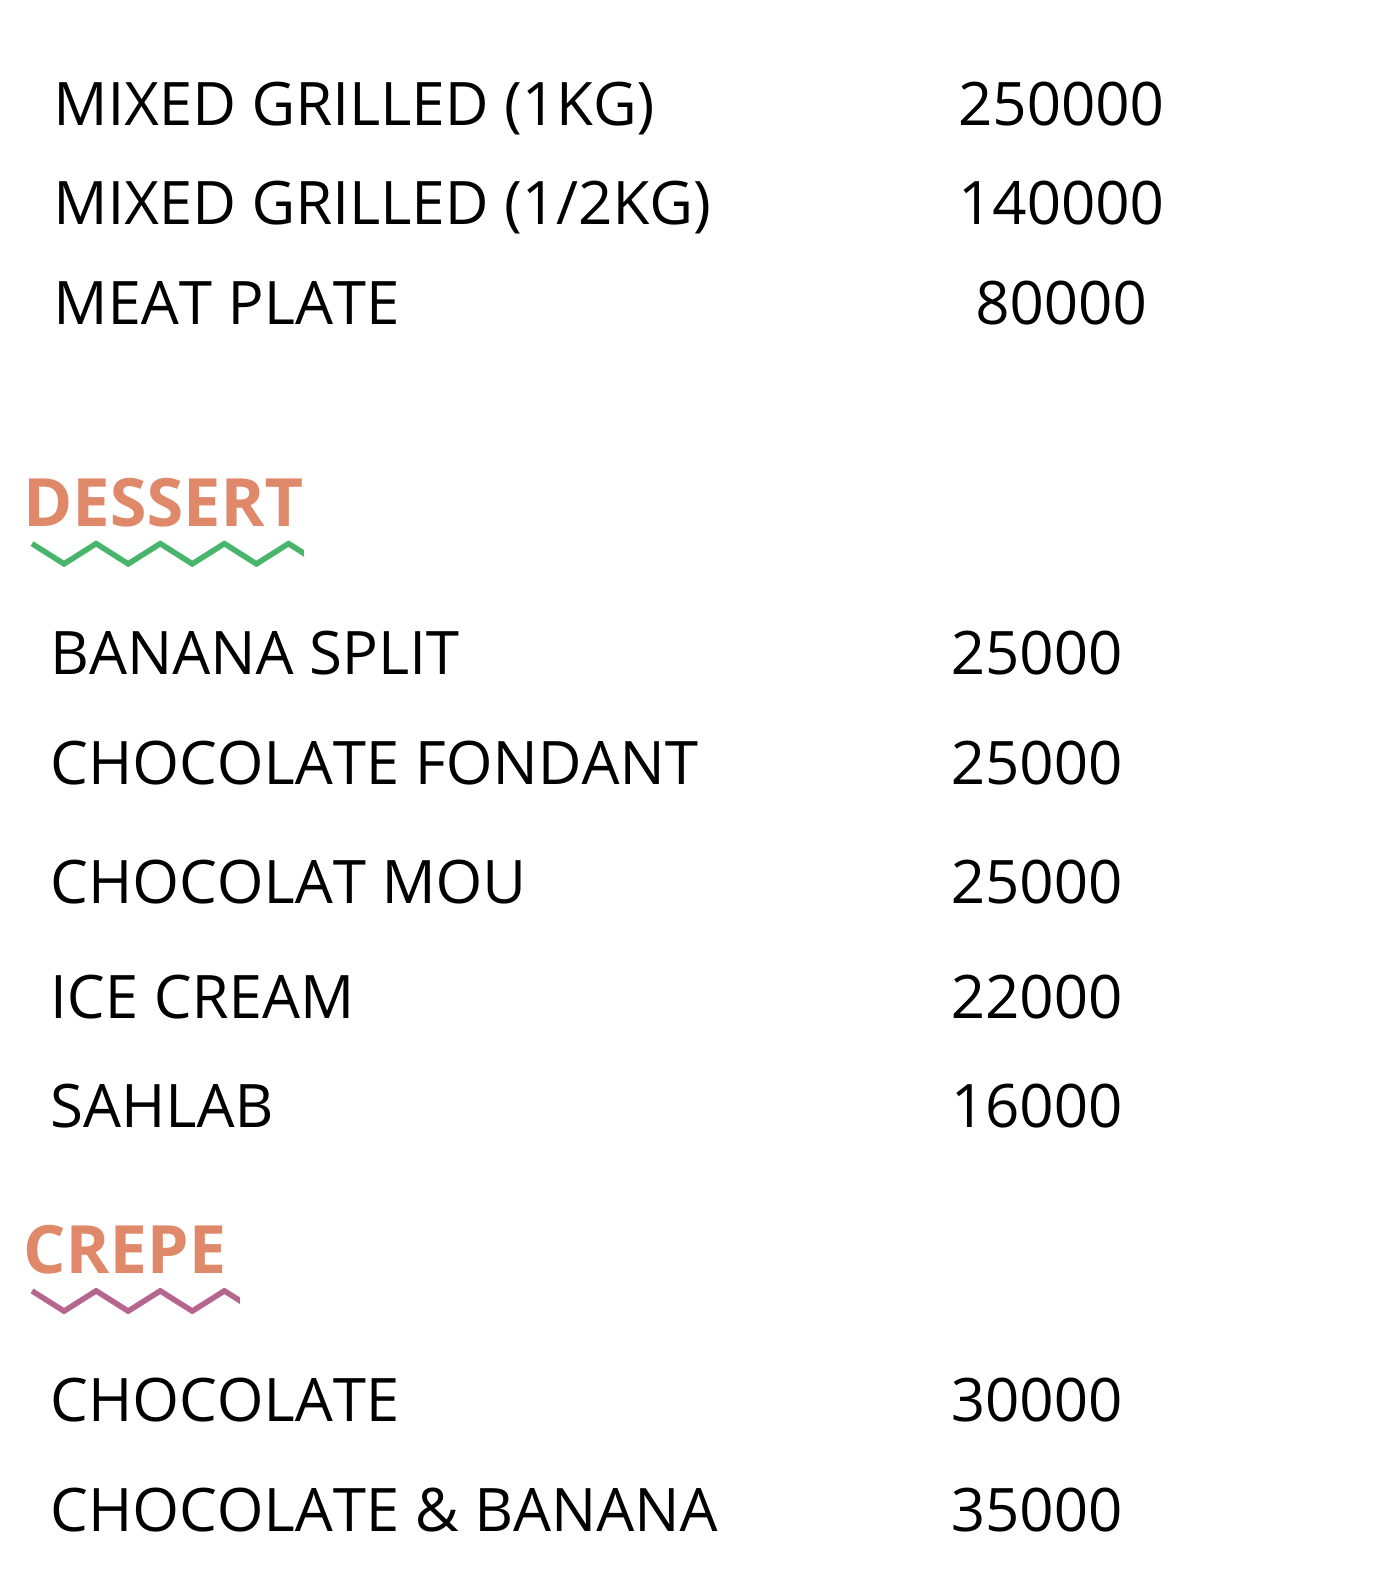 MIXED GRILLED (1KG) 250000
MIXED GRILLED (1/2KG) 140000
MEAT PLATE 80000
DESSERT
BANANA SPLIT 25000
CHOCOLATE FONDANT 25000
CHOCOLAT MOU 25000
ICE CREAM 22000
SAHLAB 16000
CREPE
CHOCOLATE 30000
CHOCOLATE & BANANA 35000